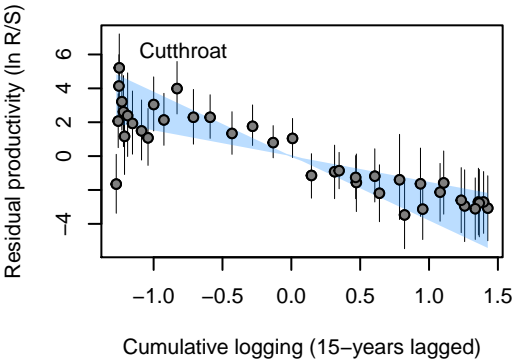 Cutthroat
Residual productivity (ln R/S)
6
4
2
0
−4
−1.0 −0.5 0.0 0.5 1.0 1.5
Cumulative logging (15−years lagged)